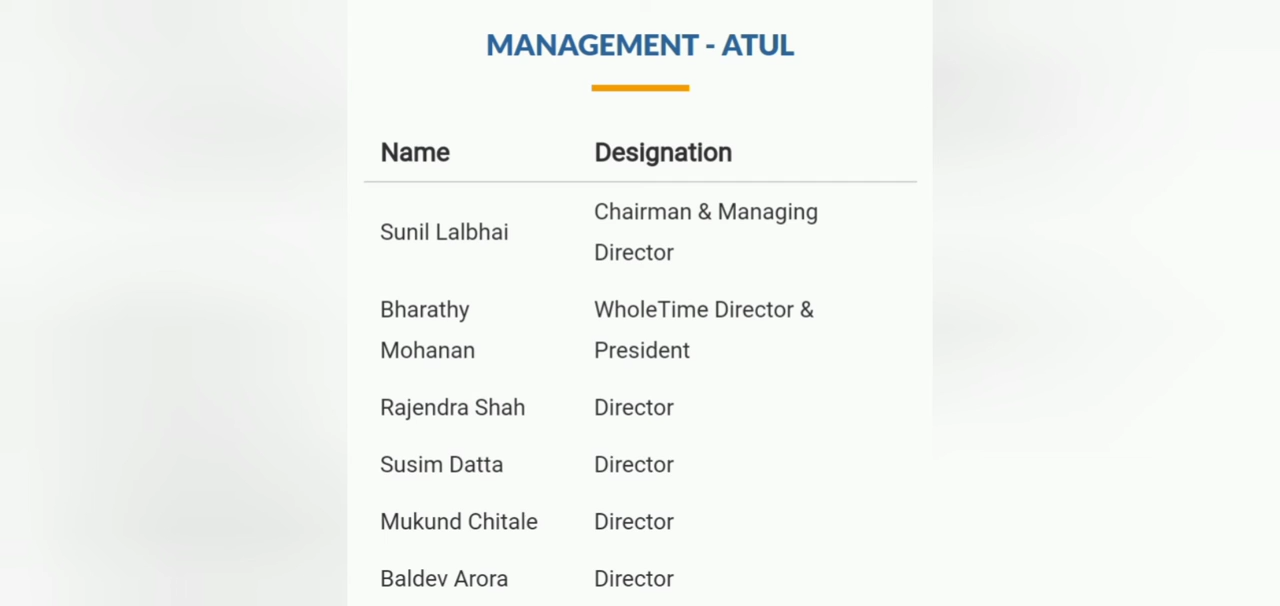 MANAGEMENT - ATUL
Name Designation
Sunil Lalbhai Chairman & Managing
Director
Bharathy WholeTime Director &
Mohanan President
Rajendra Shah Director
Susim Datta Director
Mukund Chitale Director
Baldev Arora Director